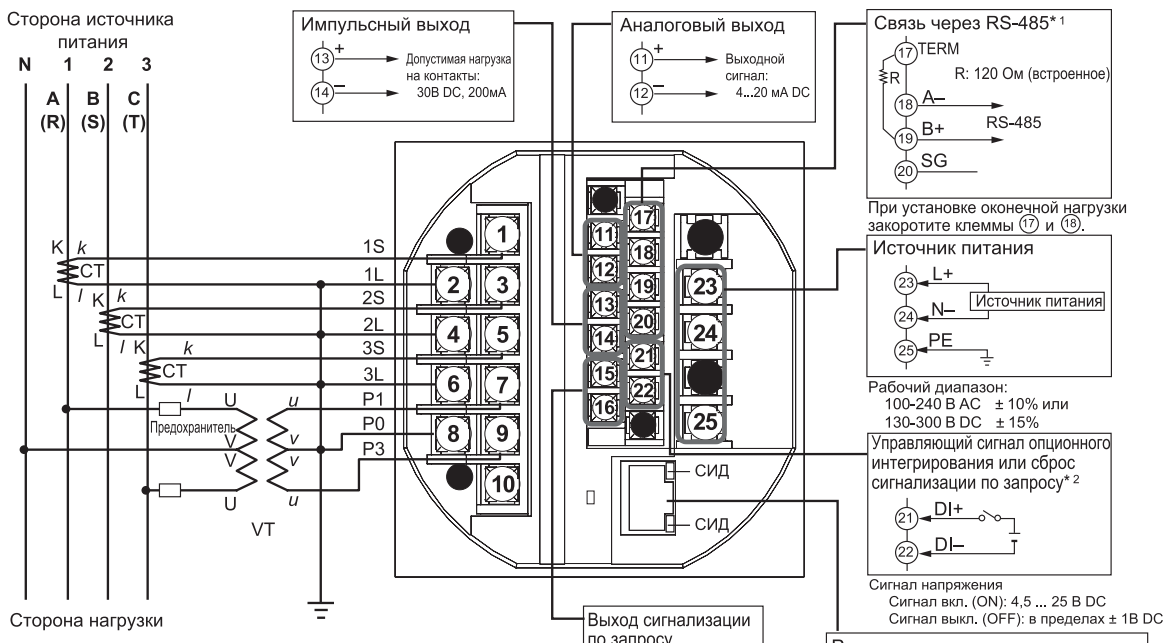 Сторона источника
питания
N 1 2 3
A B C
(R) (S) (T)
Импульсный выход
13 +
14 –
Допустимая нагрузка
на контакты:
30В DC, 200мА
Аналоговый выход
11 +
12 –
Выходной
сигнал:
4...20 мА DC
Связь через RS-485*1
17 TERM
R
R: 120 Ом (встроенное)
18 A–
19 B+
RS-485
20 SG
При установке оконечной нагрузки
закоротите клеммы 17 и 18.
Источник питания
23 L+
24 N–
Источник питания
25 PE
Рабочий диапазон:
100-240 В AC ± 10% или
130-300 В DC ± 15%
Управляющий сигнал опционного
интегрирования или сброс
сигнализации по запросу*2
21 DI+
22 DI–
Сигнал напряжения
Сигнал вкл. (ON): 4,5 ... 25 В DC
Сигнал выкл. (OFF): в пределах ± 1В DC
K k
CT
L l
K k
CT
L l
K k
CT
L l
1S
1L
2S
2L
3S
3L
P1
P0
P3
Предохранитель
U u
V v
V v
U u
VT
1
2 3
4 5
6 7
8 9
10
11
12
13
14
15
16
17
18
19
20
21
22
23
24
25
СИД
СИД
Сторона нагрузки
Выход сигнализации
по запросу